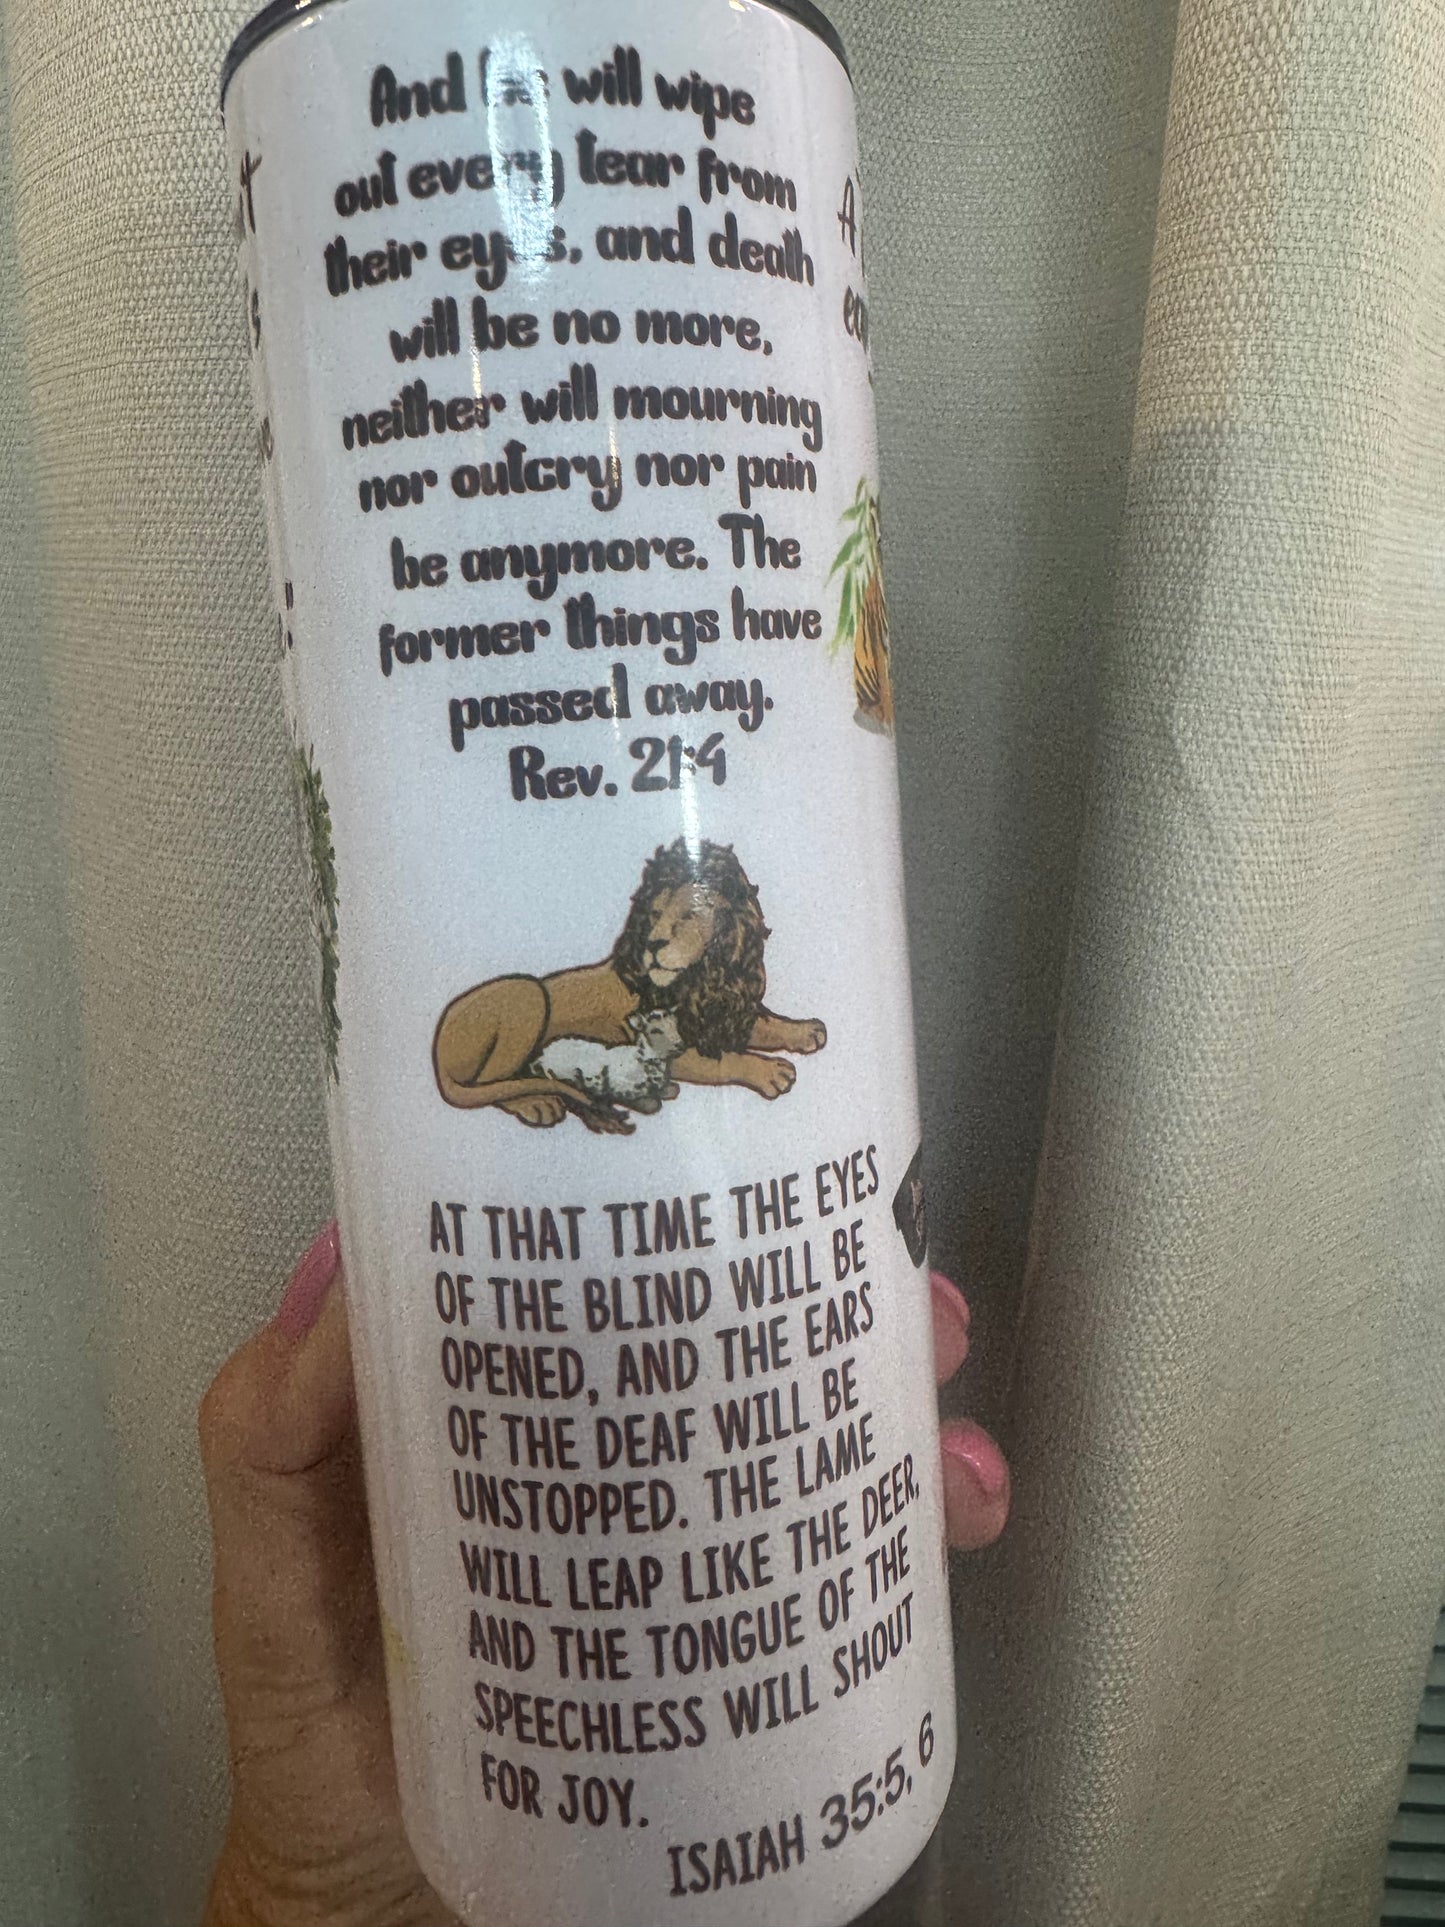 And he will wipe
out every tear from
their eyes, and death
will be no more,
neither will mourning
nor outcry nor pain
be anymore. The
former things have
passed away.
Rev. 21:4
AT THAT TIME THE EYES
OF THE BLIND WILL BE
OPENED, AND THE EARS
OF THE DEAF WILL BE
UNSTOPPED. THE LAME
WILL LEAP LIKE THE DEER,
AND THE TONGUE OF THE
SPEECHLESS WILL SHOUT
FOR JOY.
ISAIAH 35:5, 6